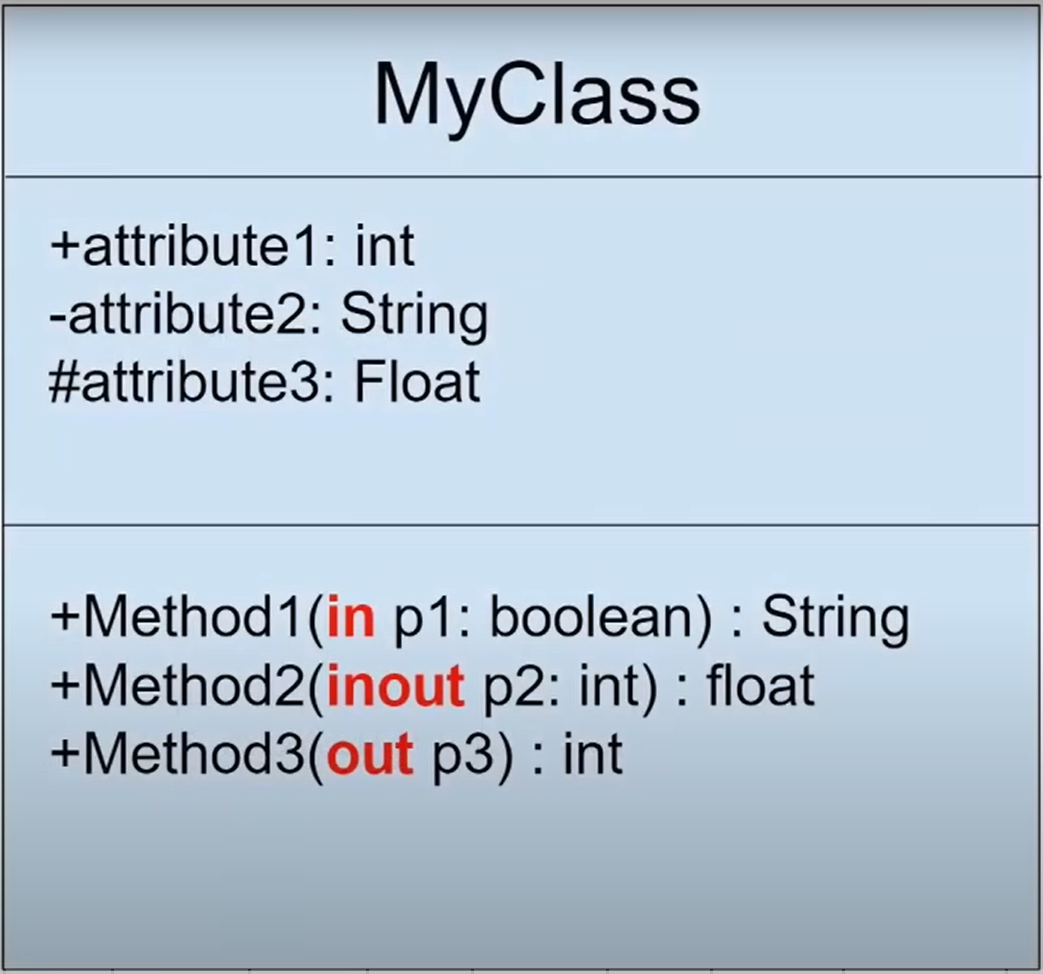 MyClass
+attribute1: int
-attribute2: String
#attribute3: Float
+Method1(in p1: boolean) : String
+Method2(inout p2: int) : float
+Method3(out p3) : int